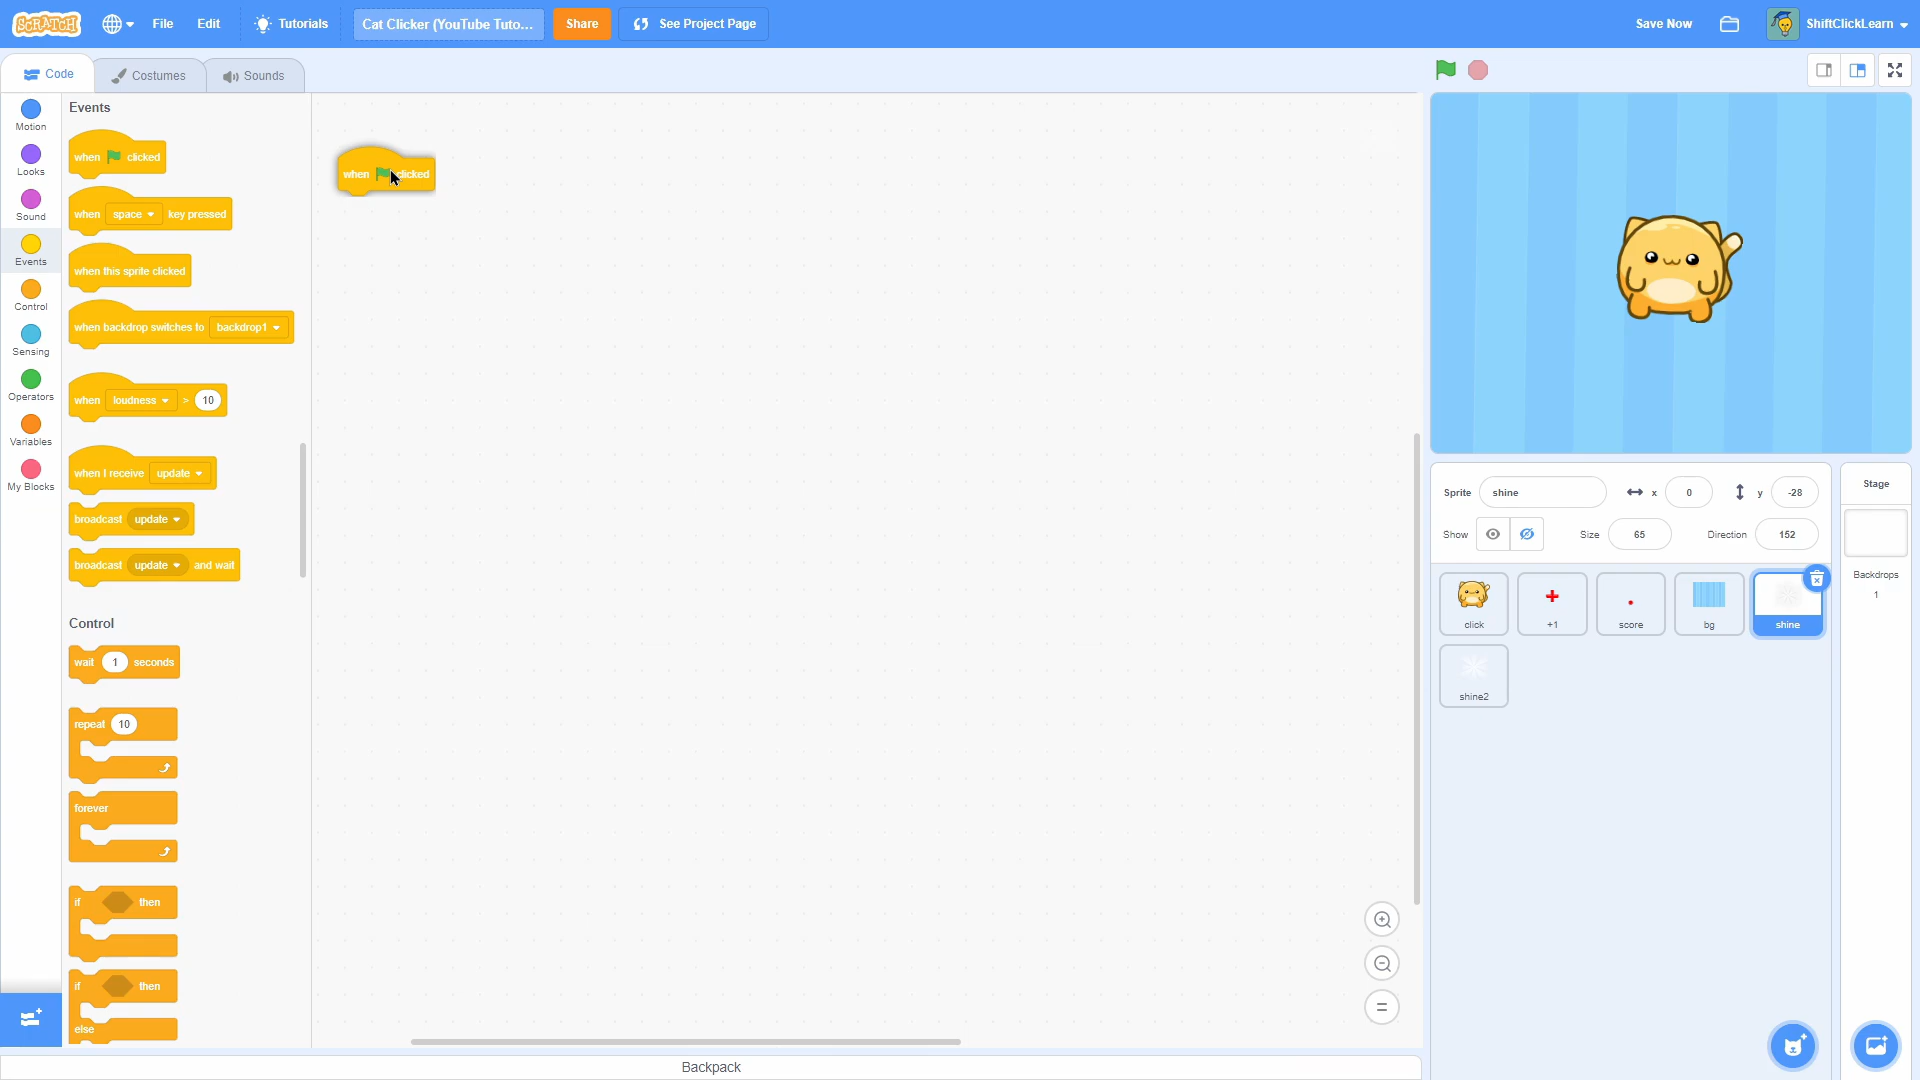 SCRATCH File Edit Tutorials Cat Clicker (YouTube Tuto... Share See Project Page Save Now ShiftClickLearn
Code Costumes Sounds
Motion
Looks
Sound
Events
Control
Sensing
Operators
Variables
My Blocks
Events
when clicked
when space key pressed
when this sprite clicked
when backdrop switches to backdrop1
when loudness > 10
when I receive update
broadcast update
broadcast update and wait
Control
wait 1 seconds
repeat 10
forever
if then
if then
else
when clicked
Sprite shine x 0 y -28
Show Size 65 Direction 152
click
+1
score
bg
shine
shine2
Stage
Backdrops
1
Backpack